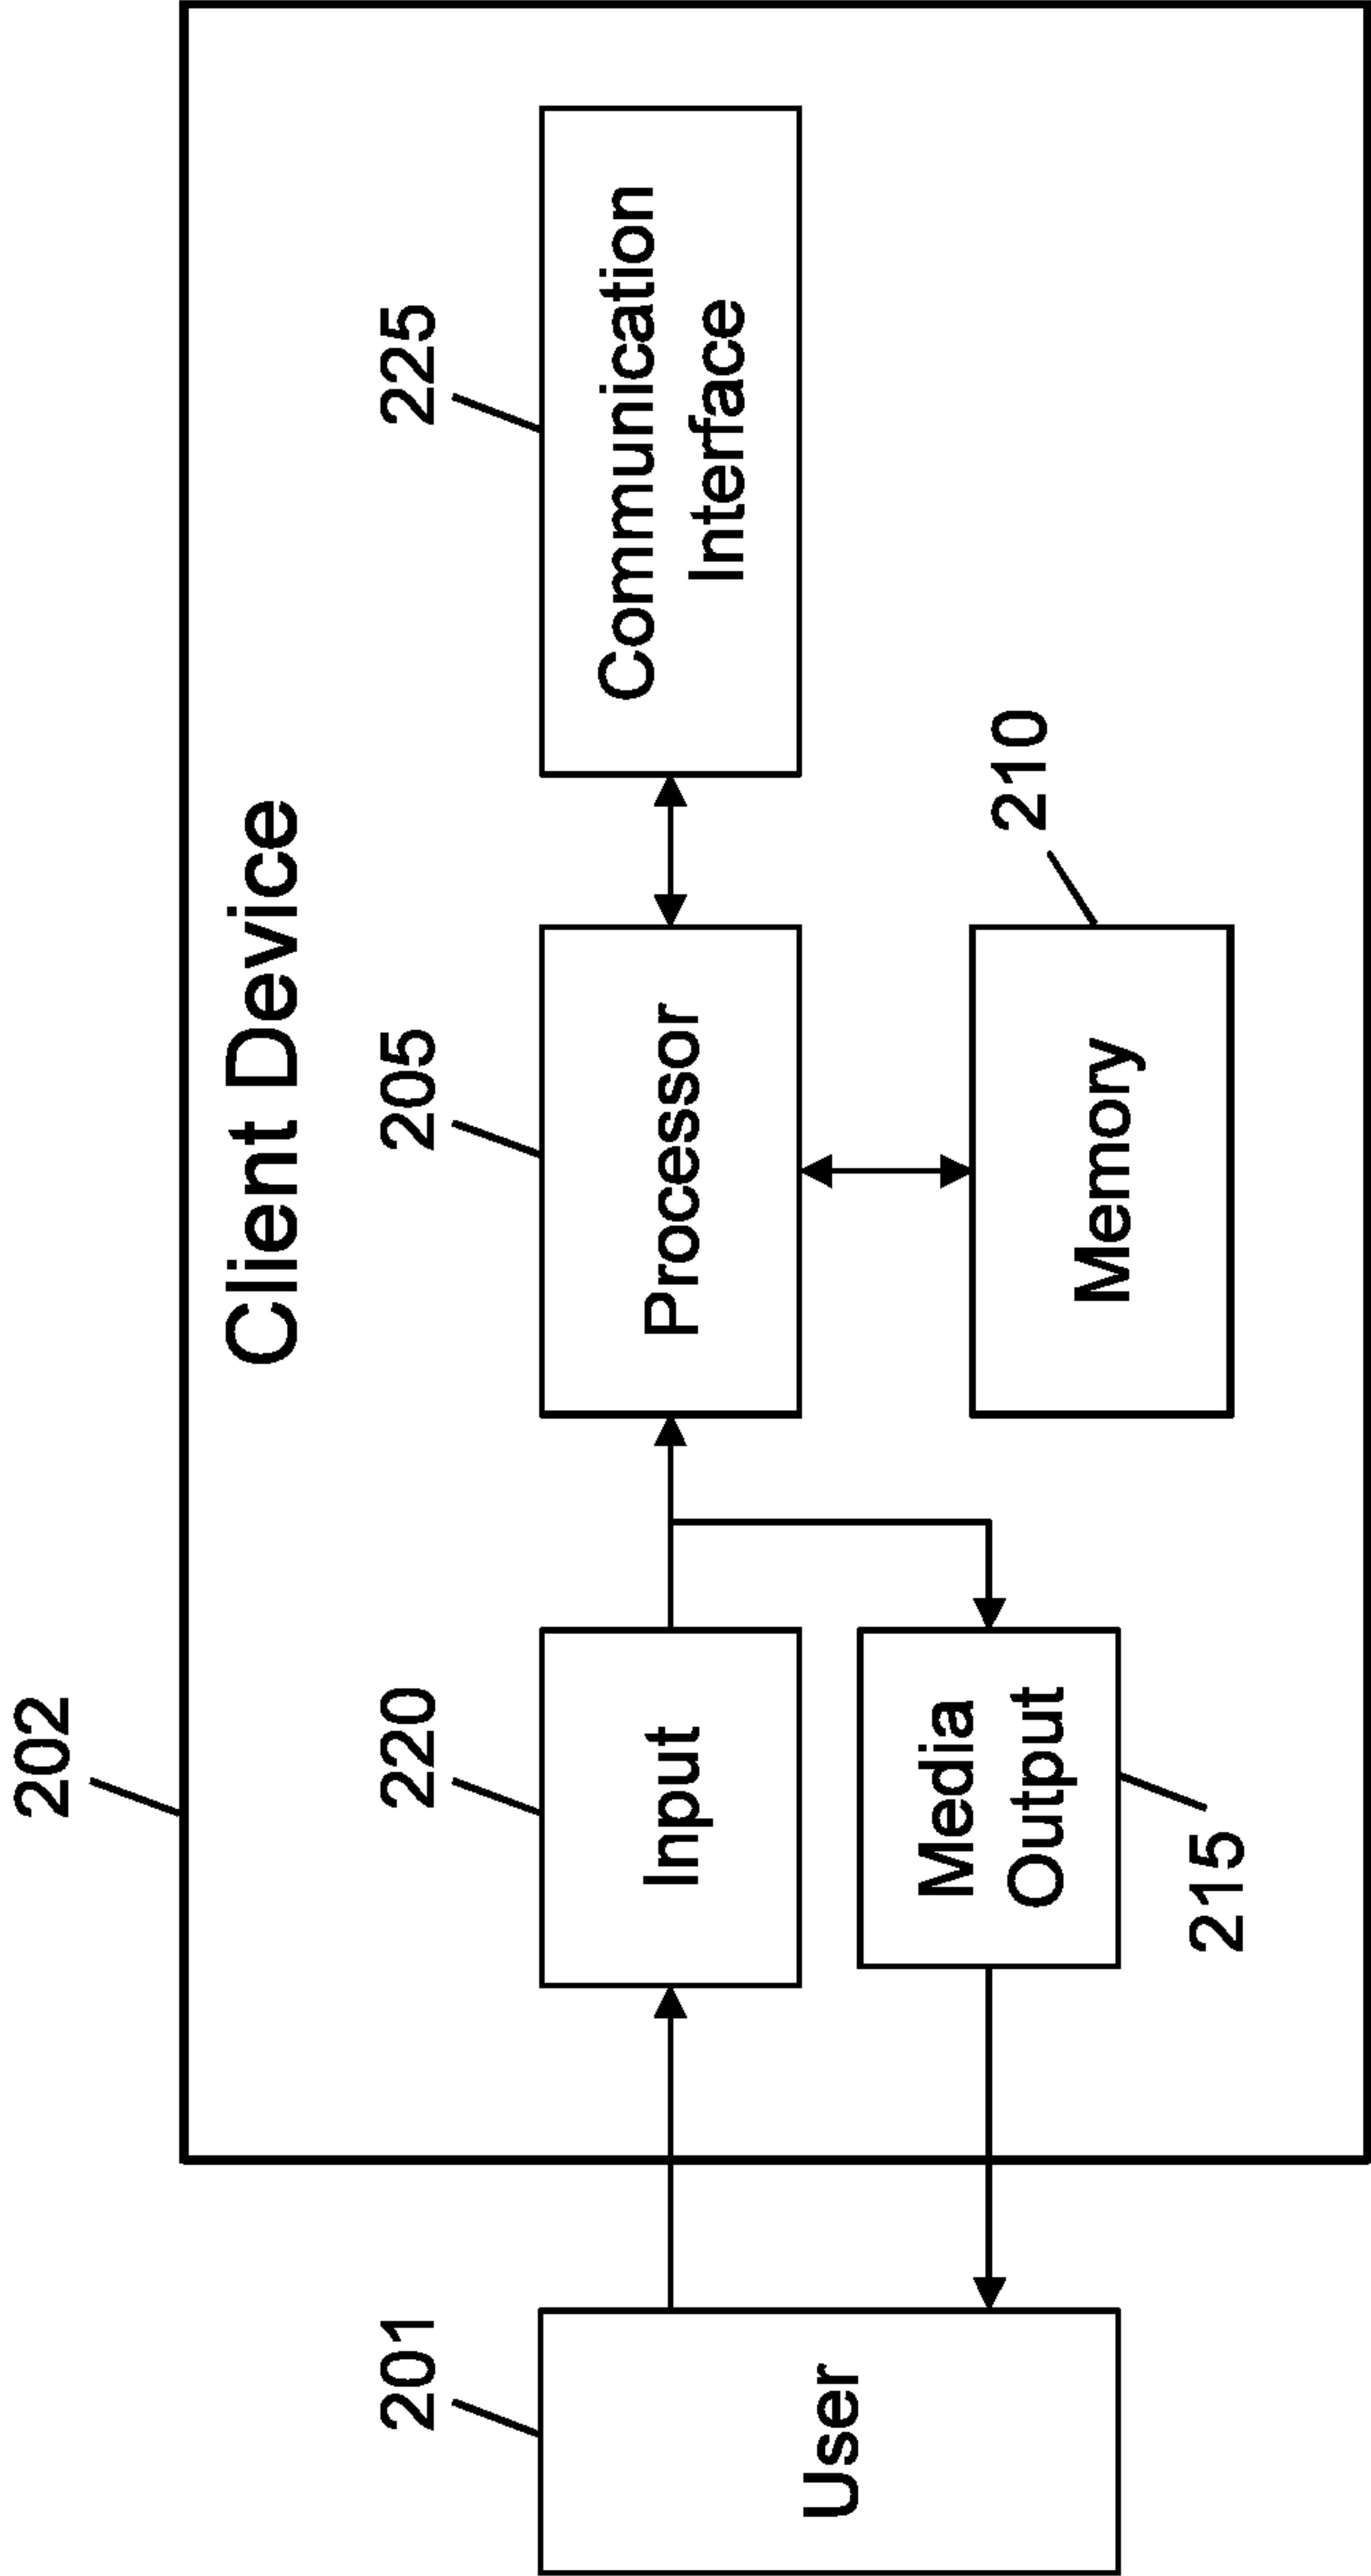 202
Client Device
201
220
205
225
User
Input
Processor
Communication
Interface
Media
Output
Memory
215
210